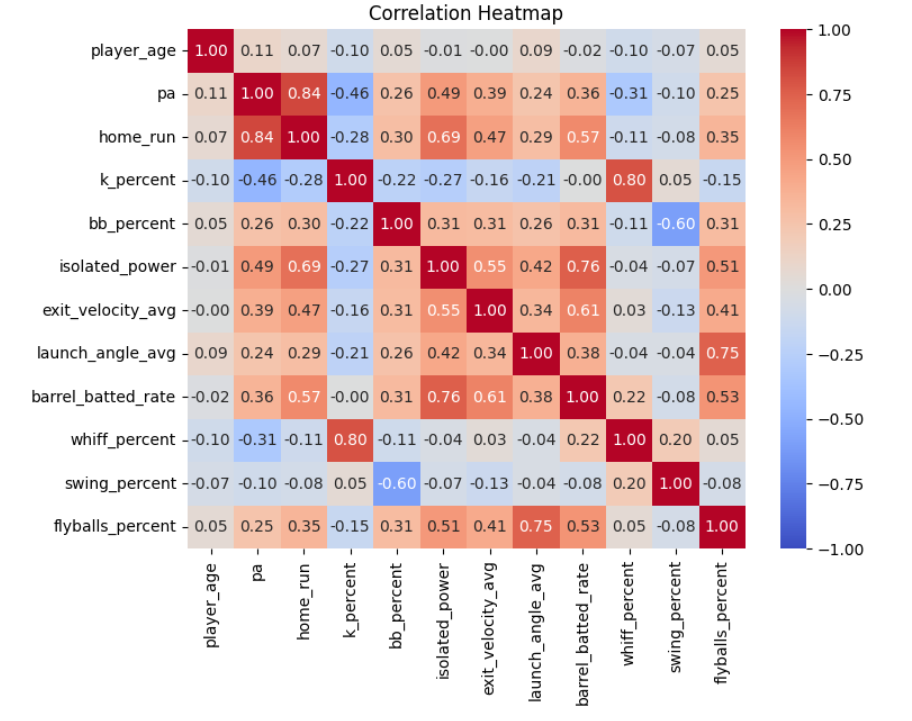 Correlation Heatmap
player_age 1.00 0.11 0.07 -0.10 0.05 -0.01 -0.00 0.09 -0.02 -0.10 -0.07 0.05
pa 0.11 1.00 0.84 -0.46 0.26 0.49 0.39 0.24 0.36 -0.31 -0.10 0.25
home_run 0.07 0.84 1.00 -0.28 0.30 0.69 0.47 0.29 0.57 -0.11 -0.08 0.35
k_percent -0.10 -0.46 -0.28 1.00 -0.22 -0.27 -0.16 -0.21 -0.00 0.80 0.05 -0.15
bb_percent 0.05 0.26 0.30 -0.22 1.00 0.31 0.31 0.26 0.31 -0.11 -0.60 0.31
isolated_power -0.01 0.49 0.69 -0.27 0.31 1.00 0.55 0.42 0.76 -0.04 -0.07 0.51
exit_velocity_avg -0.00 0.39 0.47 -0.16 0.31 0.55 1.00 0.34 0.61 0.03 -0.13 0.41
launch_angle_avg 0.09 0.24 0.29 -0.21 0.26 0.42 0.34 1.00 0.38 -0.04 -0.04 0.75
barrel_batted_rate -0.02 0.36 0.57 -0.00 0.31 0.76 0.61 0.38 1.00 0.22 -0.08 0.53
whiff_percent -0.10 -0.31 -0.11 0.80 -0.11 -0.04 0.03 -0.04 0.22 1.00 0.20 0.05
swing_percent -0.07 -0.10 -0.08 0.05 -0.60 -0.07 -0.13 -0.04 -0.08 0.20 1.00 -0.08
flyballs_percent 0.05 0.25 0.35 -0.15 0.31 0.51 0.41 0.75 0.53 0.05 -0.08 1.00
player_age
pa
home_run
k_percent
bb_percent
isolated_power
exit_velocity_avg
launch_angle_avg
barrel_batted_rate
whiff_percent
swing_percent
flyballs_percent
1.00
0.75
0.50
0.25
0.00
−0.25
−0.50
−0.75
−1.00